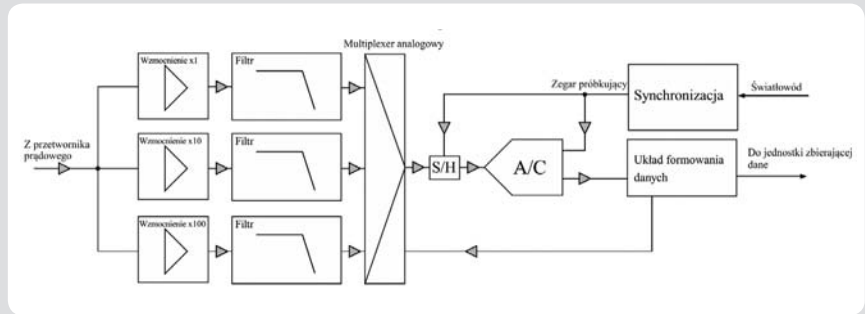 Multiplexer analogowy
Wzmocnienie x1
Filtr
Zegar próbkujący
Synchronizacja
Światłowód
Z przetwornika
prądowego
Wzmocnienie x10
Filtr
S/H
A/C
Układ formowania
danych
Do jednostki zbierającej
dane
Wzmocnienie x100
Filtr